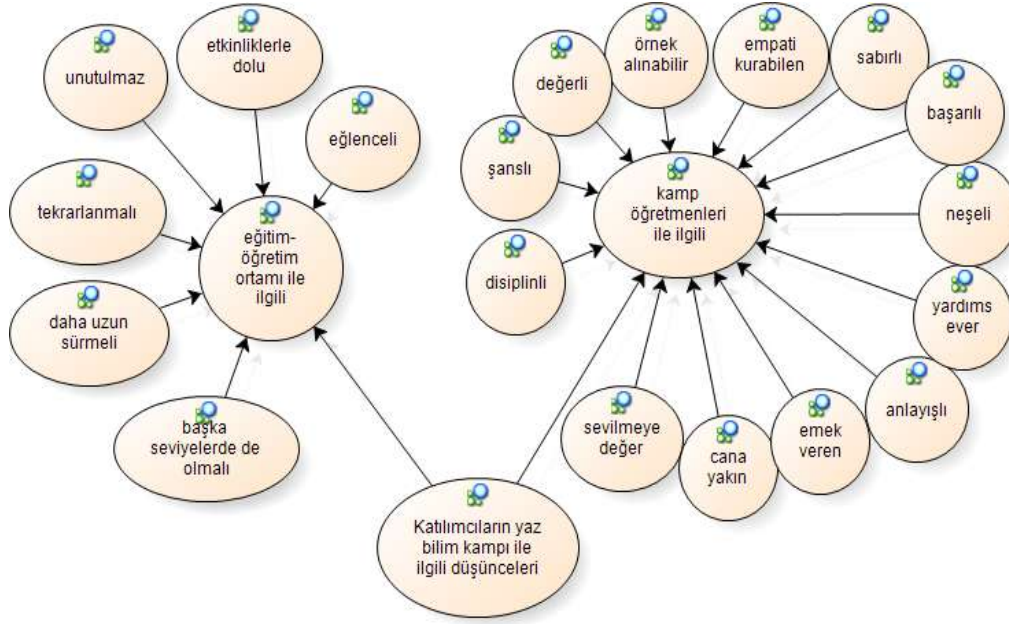 unutulmaz
etkinliklerle
dolu
eğlenceli
tekrarlanmalı
eğitim-
öğretim
ortamı ile
ilgili
daha uzun
sürmeli
başka
seviyelerde de
olmalı
örnek
alınabilir
empati
kurabilen
sabırlı
değerli
başarılı
şanslı
kamp
öğretmenleri
ile ilgili
neşeli
disiplinli
yardıms
ever
anlayışlı
sevilmeye
değer
cana
yakın
emek
veren
Katılımcıların yaz
bilim kampı ile
ilgili düşünceleri